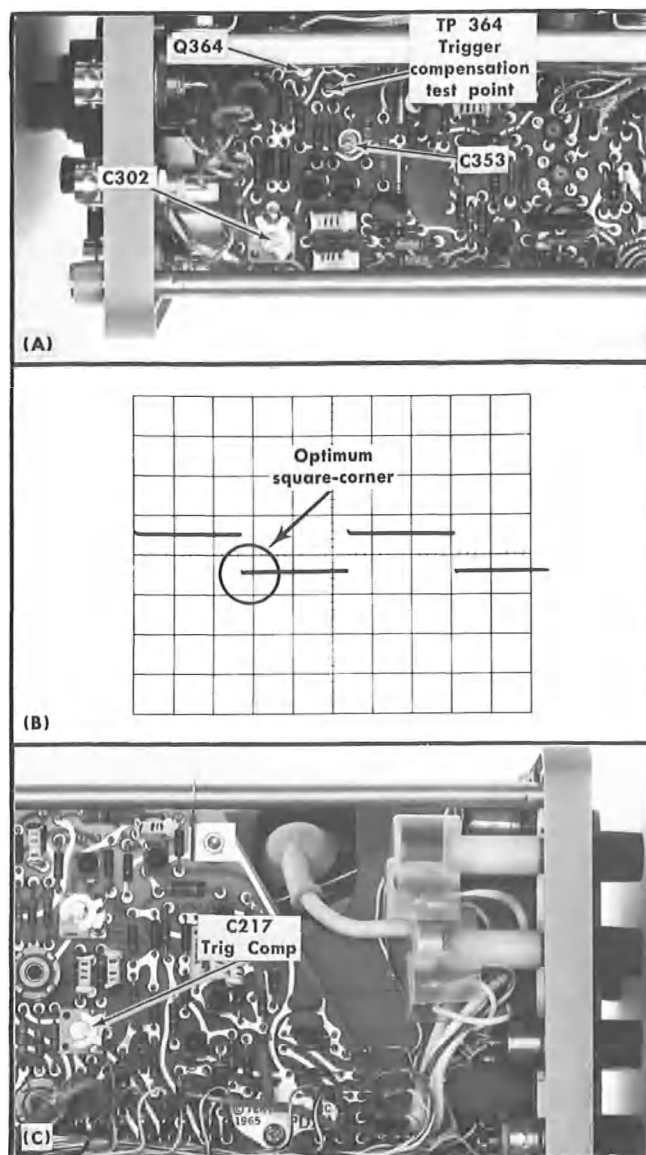 Q364
TP 364
Trigger
compensation
test point
C302
C353
(A)
Optimum
square-corner
(B)
C217
Trig Comp
1965
(C)